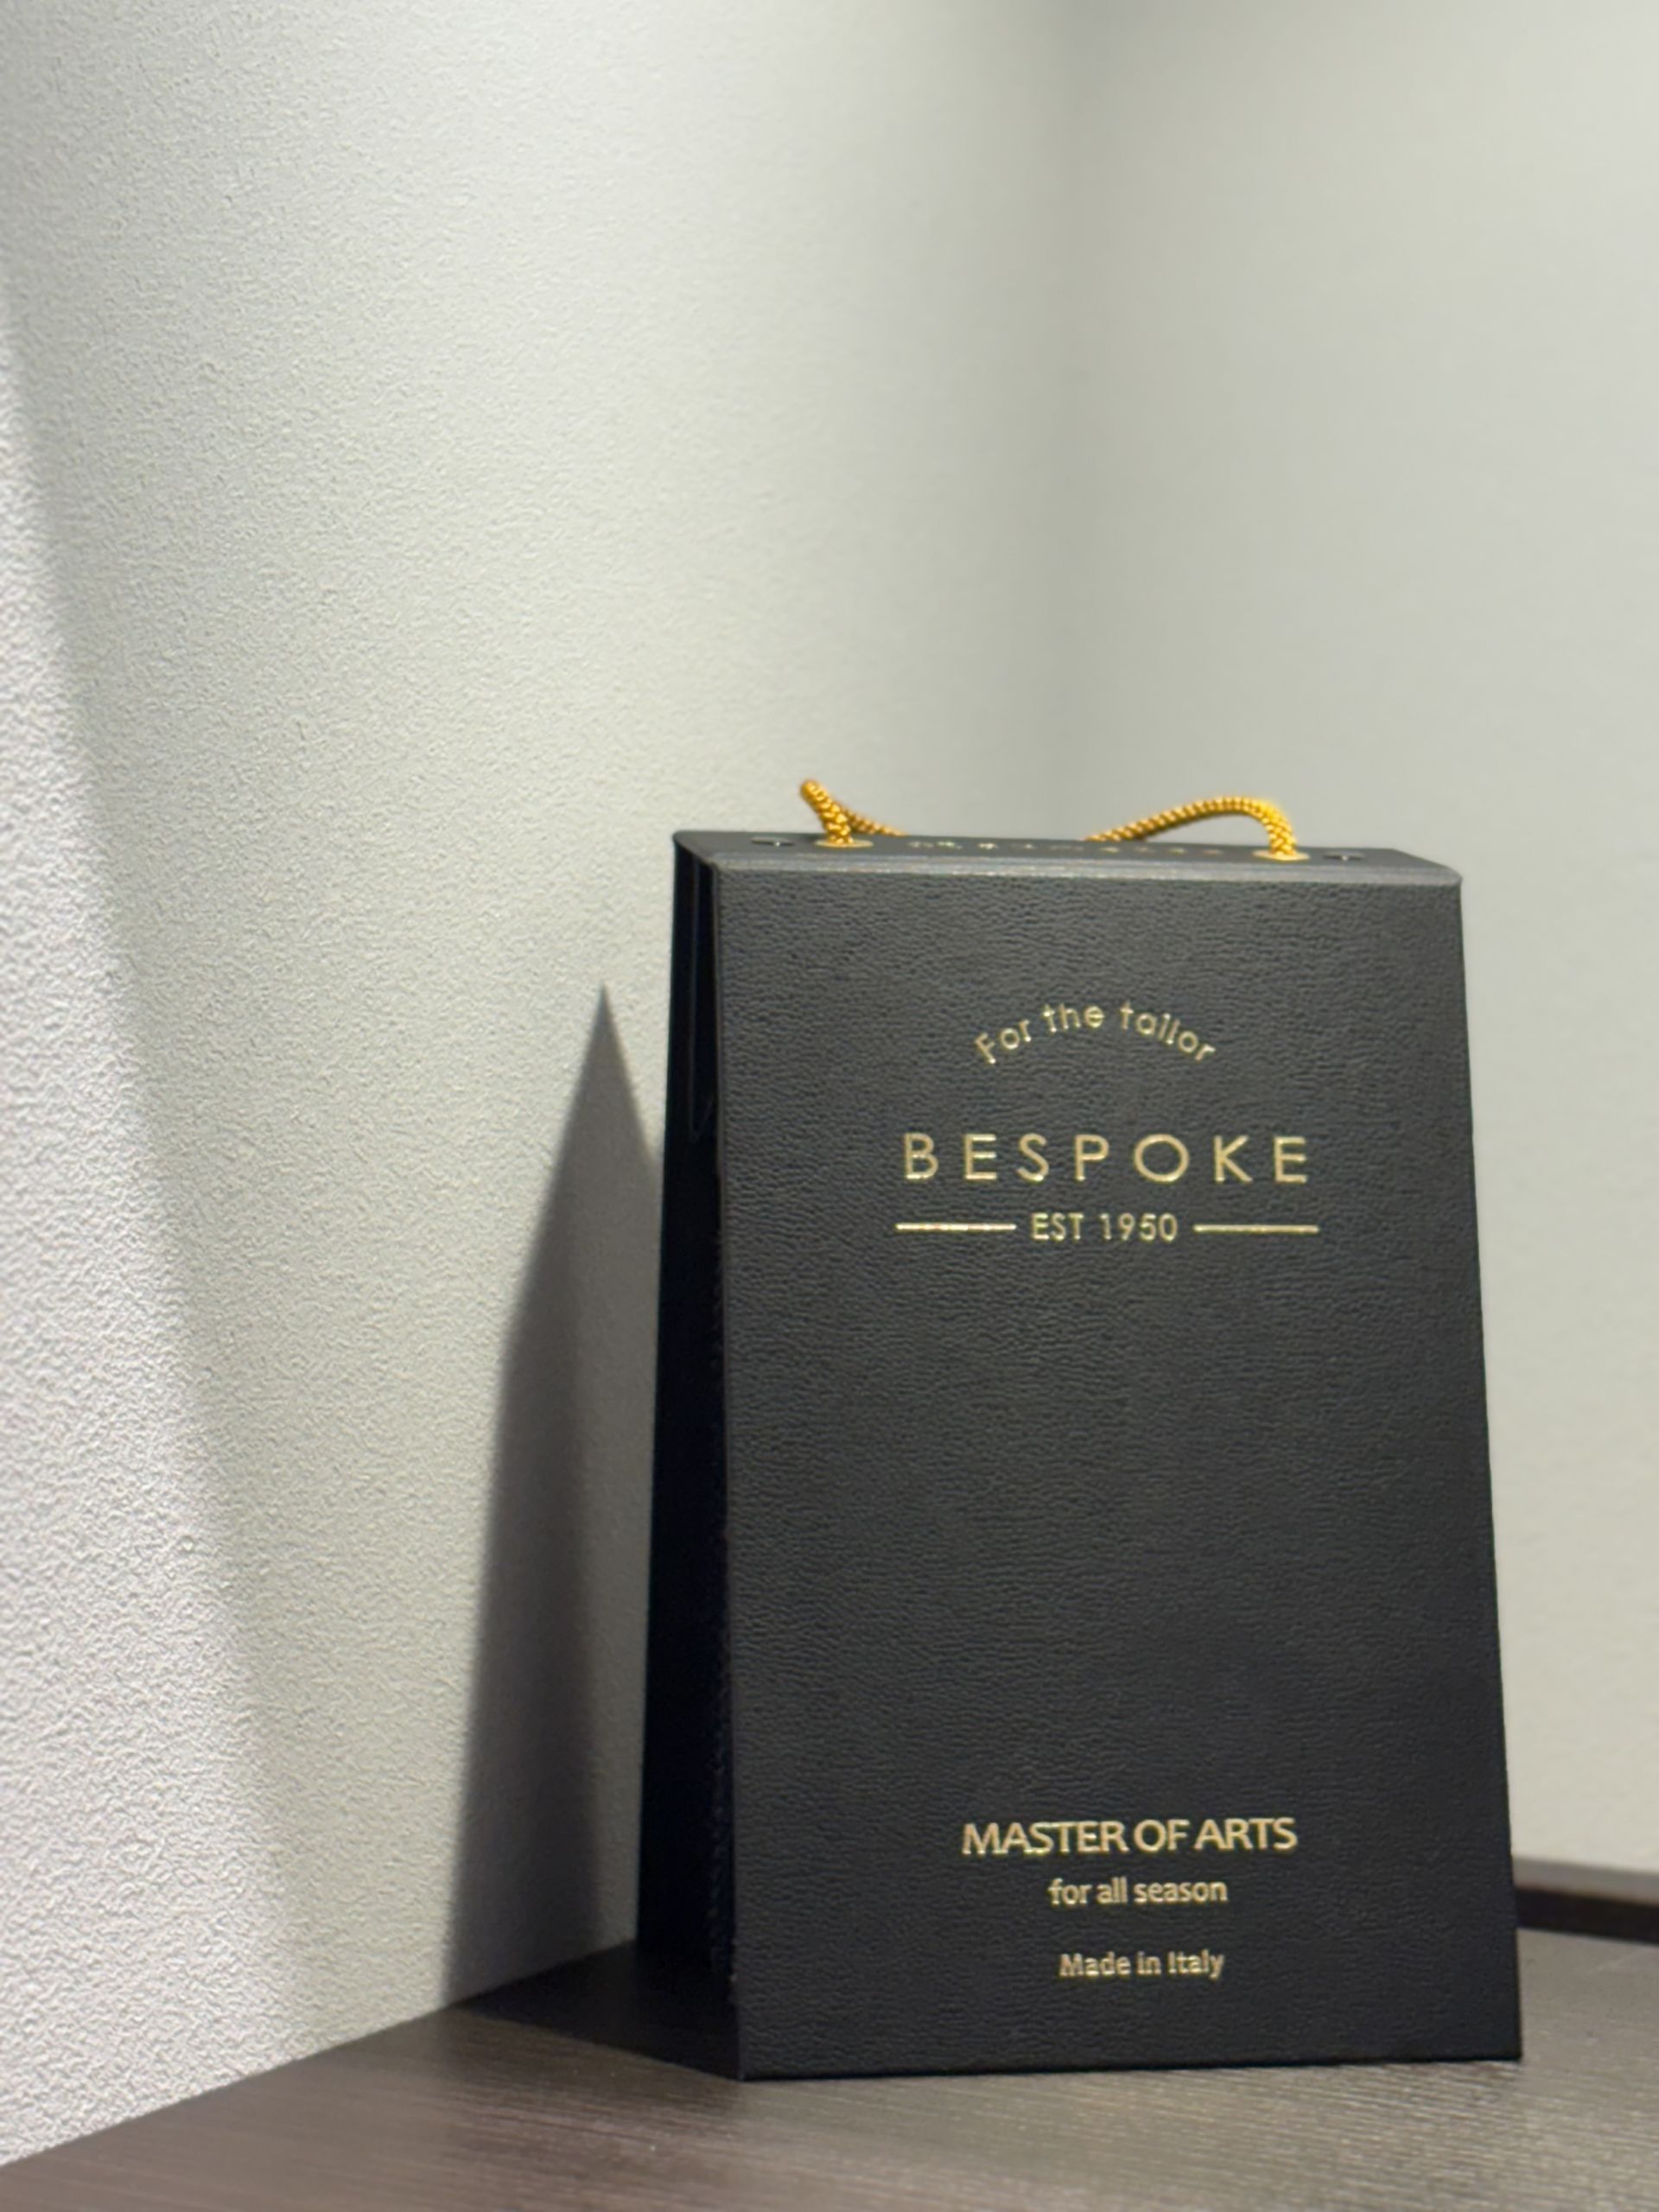 For the tailor
BESPOKE
EST 1950
MASTER OF ARTS
for all season
Made in Italy